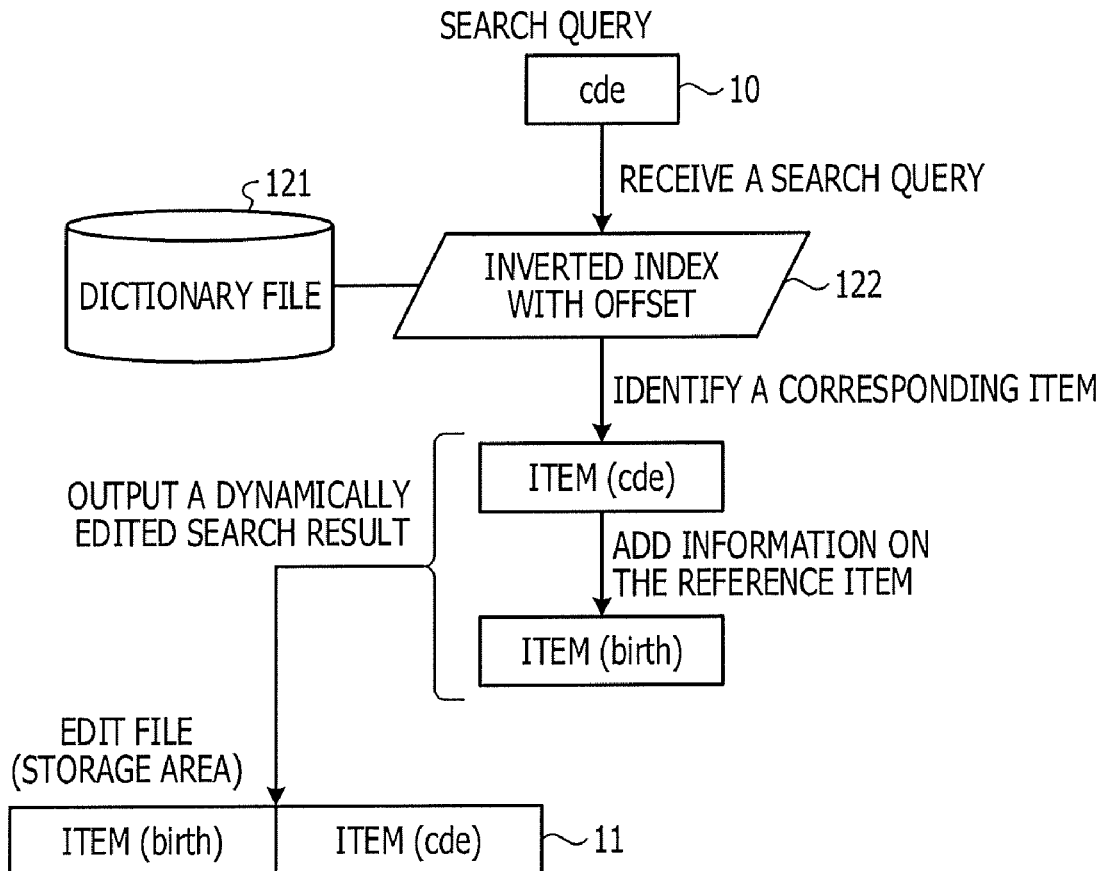 SEARCH QUERY
cde
10
RECEIVE A SEARCH QUERY
121
DICTIONARY FILE
INVERTED INDEX
WITH OFFSET
122
IDENTIFY A CORRESPONDING ITEM
ITEM (cde)
OUTPUT A DYNAMICALLY
EDITED SEARCH RESULT
ADD INFORMATION ON
THE REFERENCE ITEM
ITEM (birth)
EDIT FILE
(STORAGE AREA)
ITEM (birth)
ITEM (cde)
11